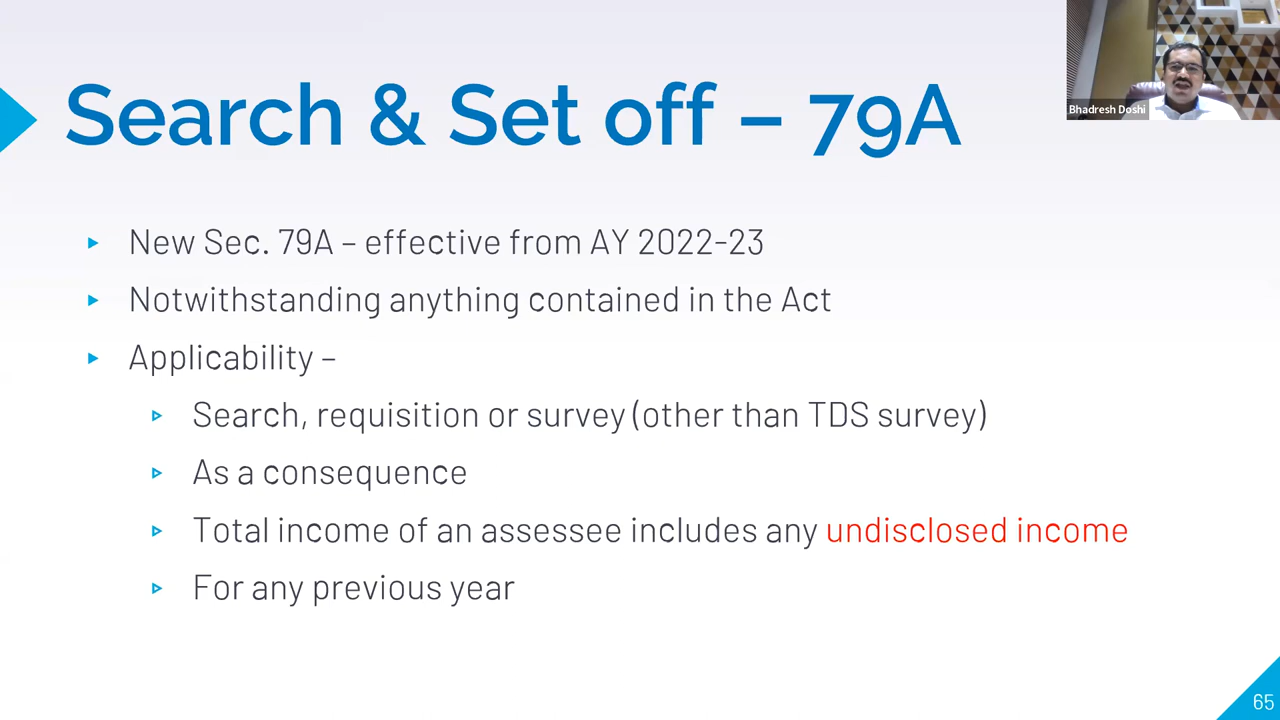 Search & Set off – 79A
Bhadresh Doshi
New Sec. 79A – effective from AY 2022-23
Notwithstanding anything contained in the Act
Applicability –
Search, requisition or survey (other than TDS survey)
As a consequence
Total income of an assessee includes any undisclosed income
For any previous year
65